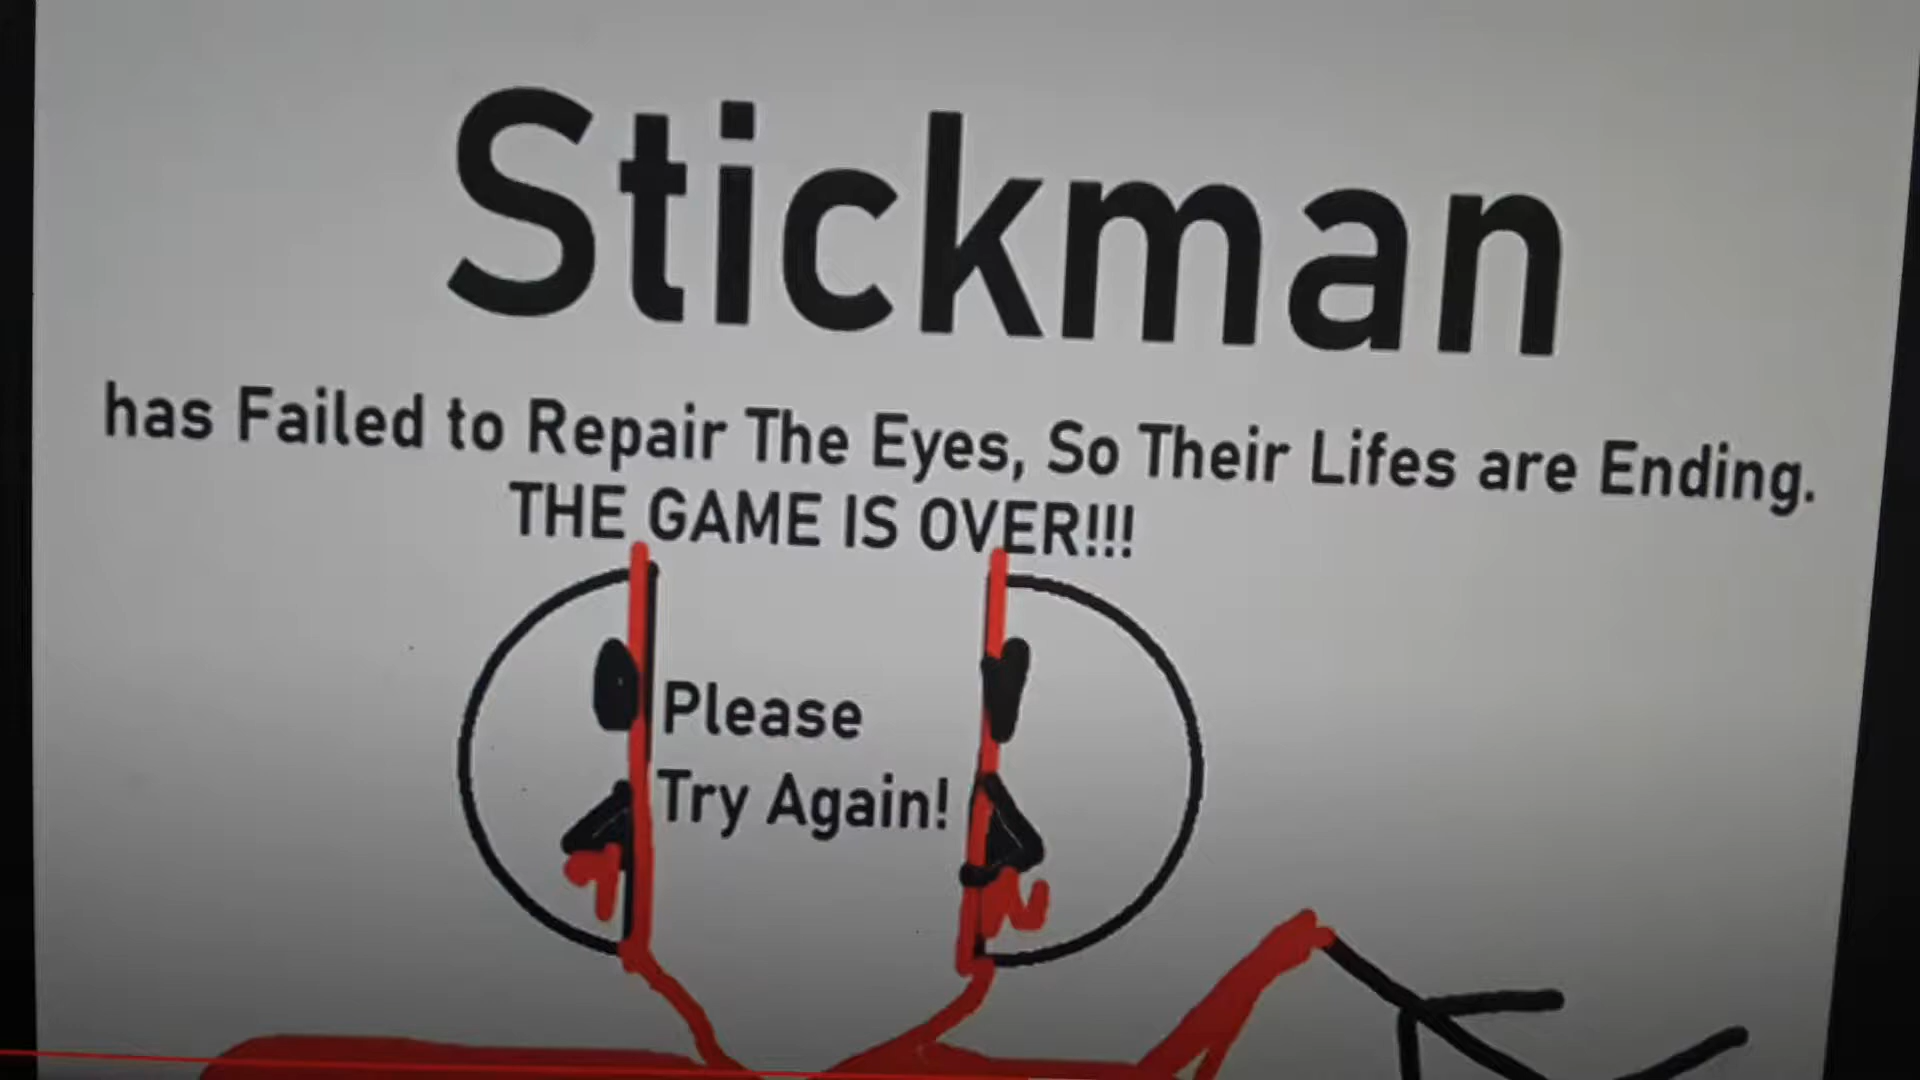 Stickman
has Failed to Repair The Eyes, So Their Lifes are Ending.
THE GAME IS OVER!!!
Please
Try Again!